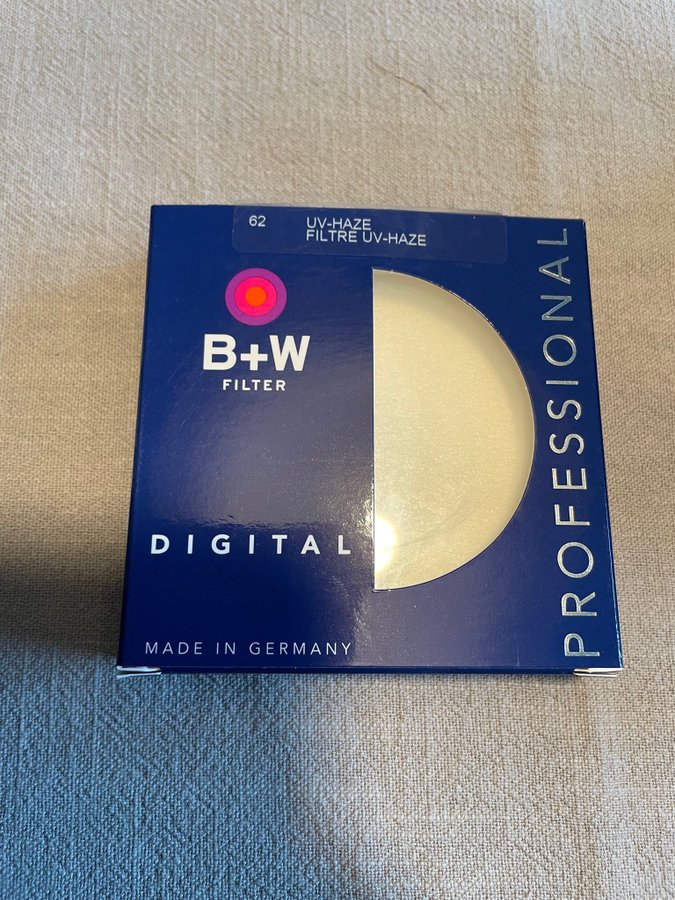 62 UV-HAZE
FILTRE UV-HAZE
B+W
FILTER
DIGITAL
MADE IN GERMANY
PROFESSIONAL